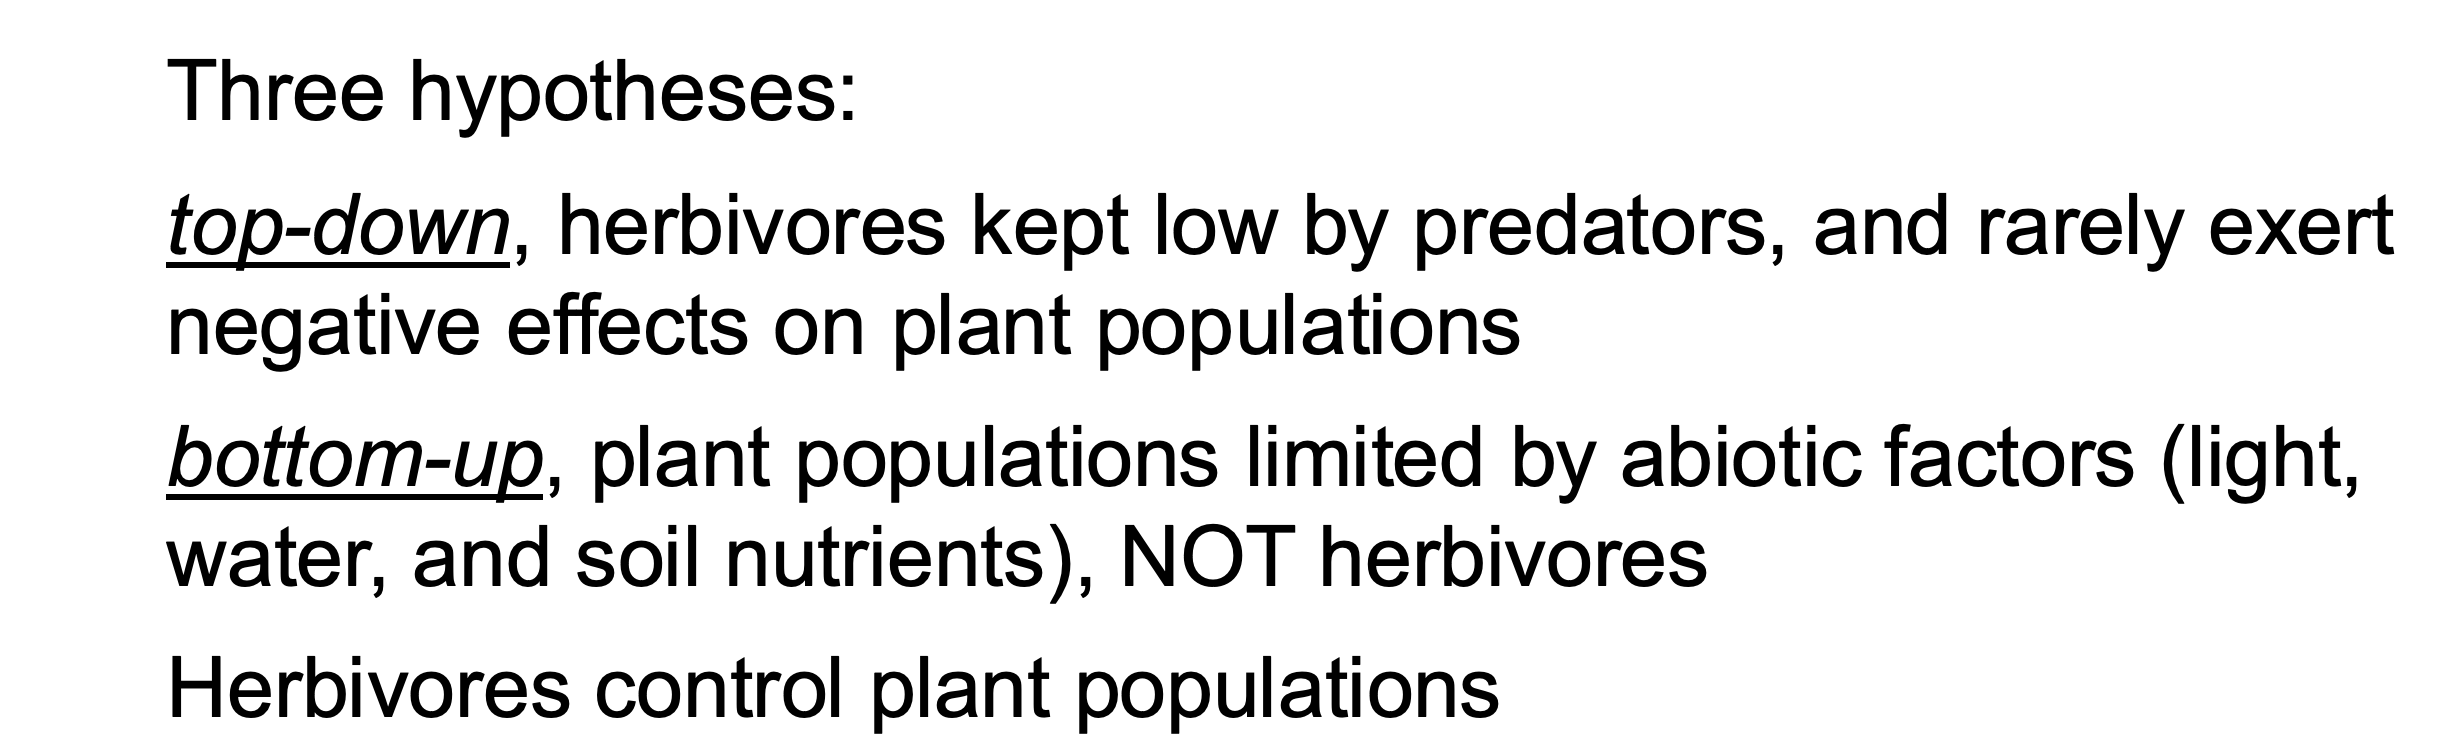 Three hypotheses:
top-down, herbivores kept low by predators, and rarely exert
negative effects on plant populations
bottom-up, plant populations limited by abiotic factors (light,
water, and soil nutrients), NOT herbivores
Herbivores control plant populations